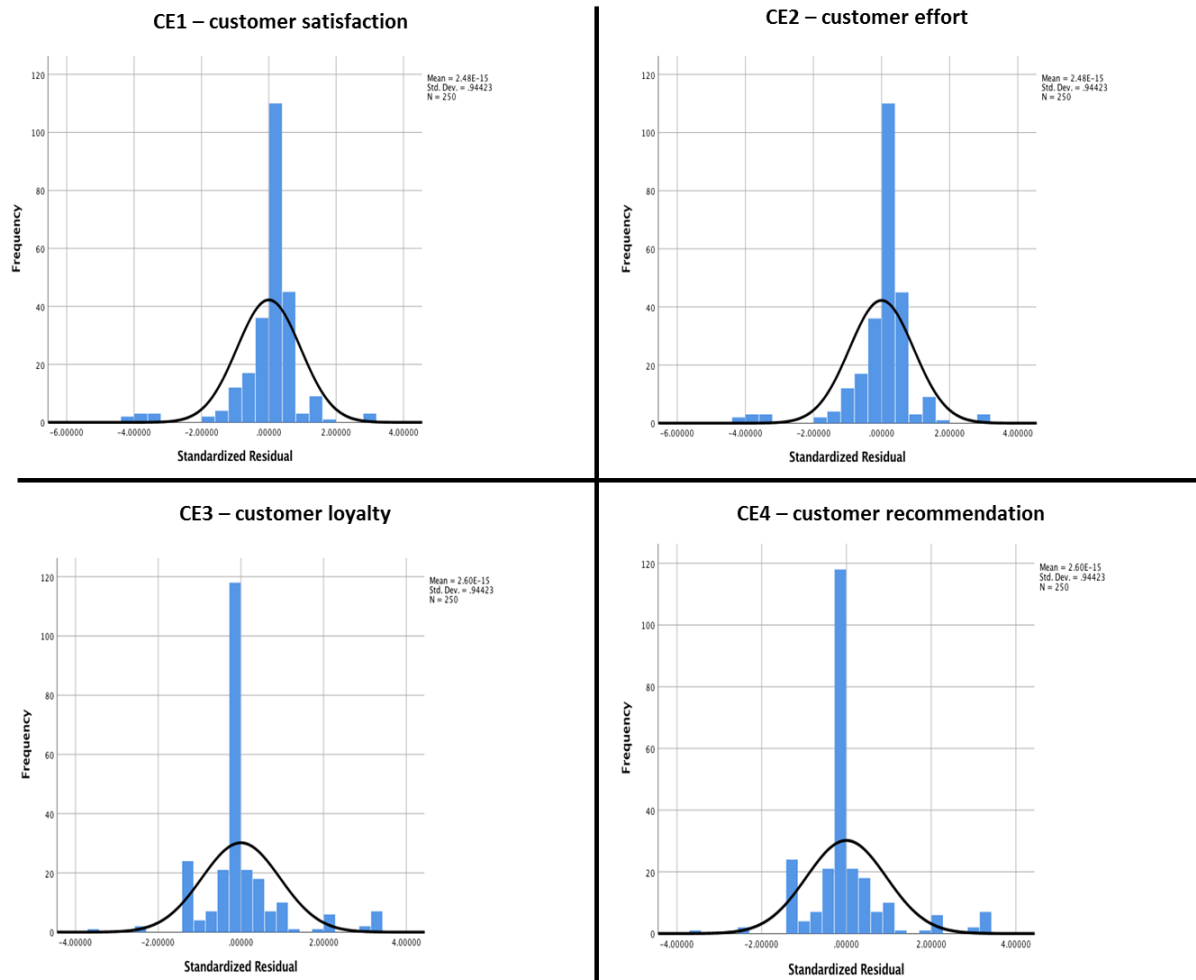 CE1 – customer satisfaction
Mean = 2.48E-15
Std. Dev. = .94423
N = 250
120
100
80
60
40
20
0
Frequency
-6.00000 -4.00000 -2.00000 .00000 2.00000 4.00000
Standardized Residual
CE2 – customer effort
Mean = 2.48E-15
Std. Dev. = .94423
N = 250
120
100
80
60
40
20
0
Frequency
-6.00000 -4.00000 -2.00000 .00000 2.00000 4.00000
Standardized Residual
CE3 – customer loyalty
Mean = 2.60E-15
Std. Dev. = .94423
N = 250
120
100
80
60
40
20
0
Frequency
-4.00000 -2.00000 .00000 2.00000 4.00000
Standardized Residual
CE4 – customer recommendation
Mean = 2.60E-15
Std. Dev. = .94423
N = 250
120
100
80
60
40
20
0
Frequency
-4.00000 -2.00000 .00000 2.00000 4.00000
Standardized Residual